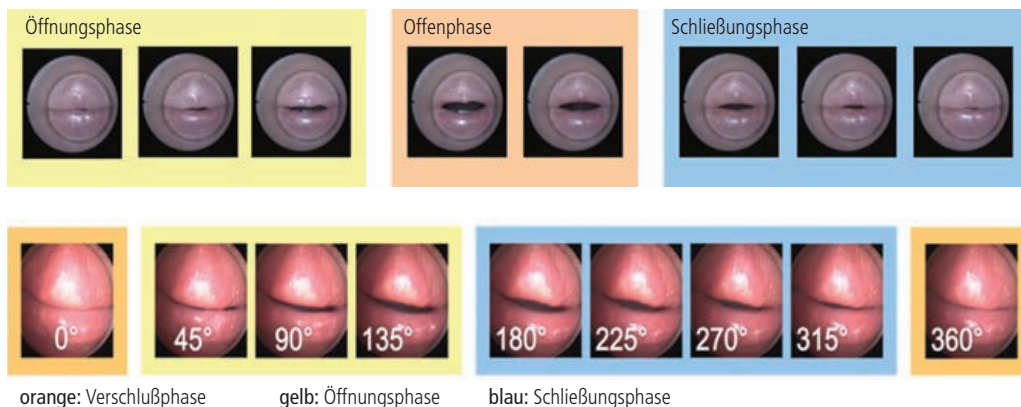 Öffnungsphase Offenphase Schließungsphase
0° 45° 90° 135° 180° 225° 270° 315° 360°
orange: Verschlußphase gelb: Öffnungsphase blau: Schließungsphase